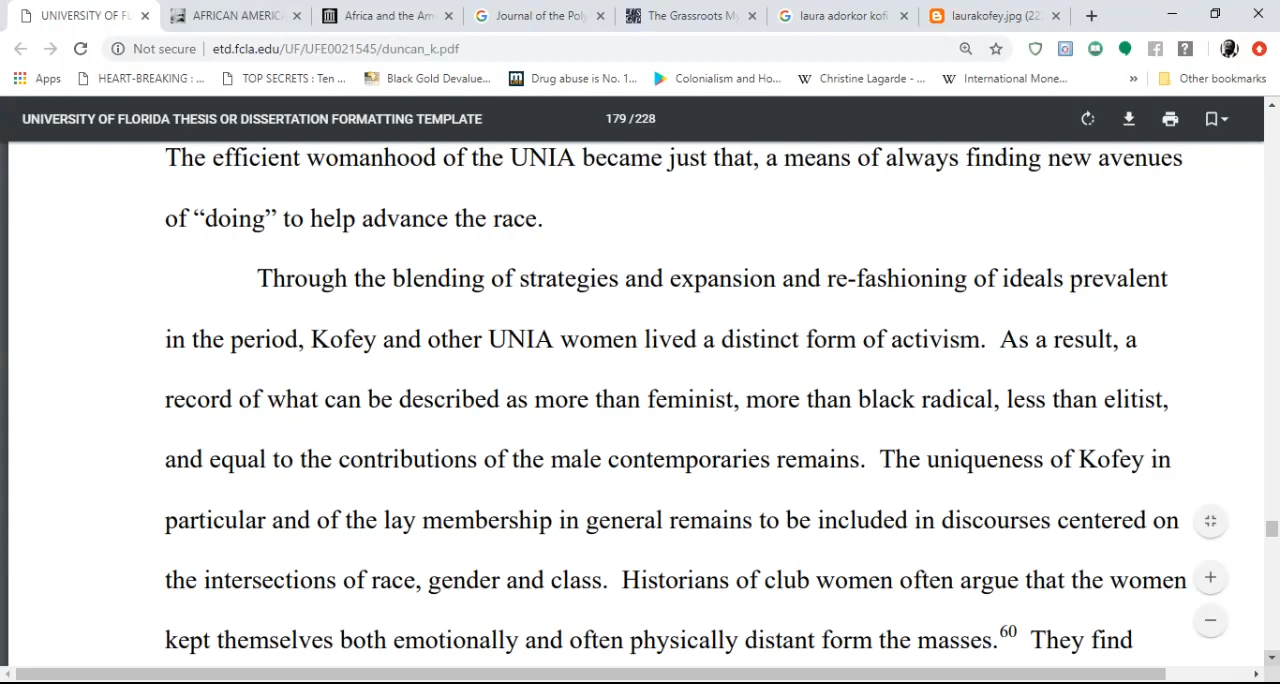 UNIVERSITY OF FL
AFRICAN AMERIC
Africa and the Am
Journal of the Pol
The Grassroots M
laura adorkor kofi
laurakofey.jpg (22
Not secure | etd.fcla.edu/UF/UFE0021545/duncan_k.pdf
Apps
HEART-BREAKING : ...
TOP SECRETS : Ten ...
Black Gold Devalue...
Drug abuse is No. 1...
Colonialism and Ho...
W Christine Lagarde - ...
W International Mone...
» Other bookmarks
UNIVERSITY OF FLORIDA THESIS OR DISSERTATION FORMATTING TEMPLATE
179 / 228
The efficient womanhood of the UNIA became just that, a means of always finding new avenues
of “doing” to help advance the race.
Through the blending of strategies and expansion and re-fashioning of ideals prevalent
in the period, Kofey and other UNIA women lived a distinct form of activism. As a result, a
record of what can be described as more than feminist, more than black radical, less than elitist,
and equal to the contributions of the male contemporaries remains. The uniqueness of Kofey in
particular and of the lay membership in general remains to be included in discourses centered on
the intersections of race, gender and class. Historians of club women often argue that the women
kept themselves both emotionally and often physically distant form the masses.60 They find